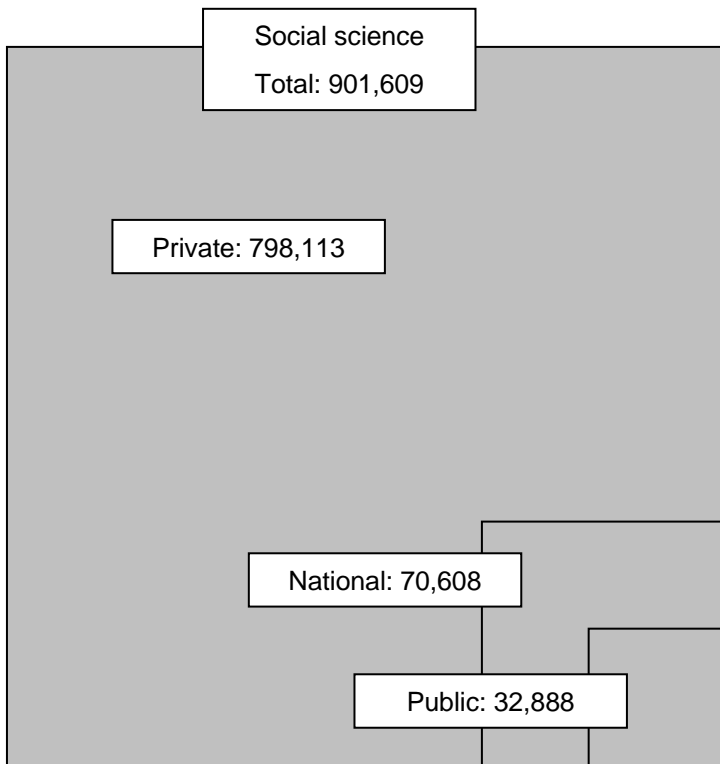 Social science
Total: 901,609
Private: 798,113
National: 70,608
Public: 32,888